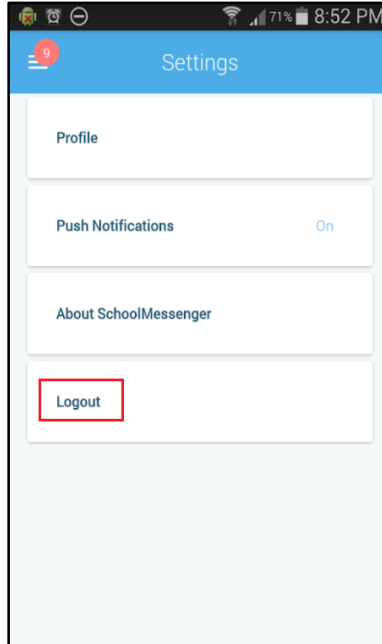 71% 8:52 PM
9
Settings
Profile
Push Notifications On
About SchoolMessenger
Logout